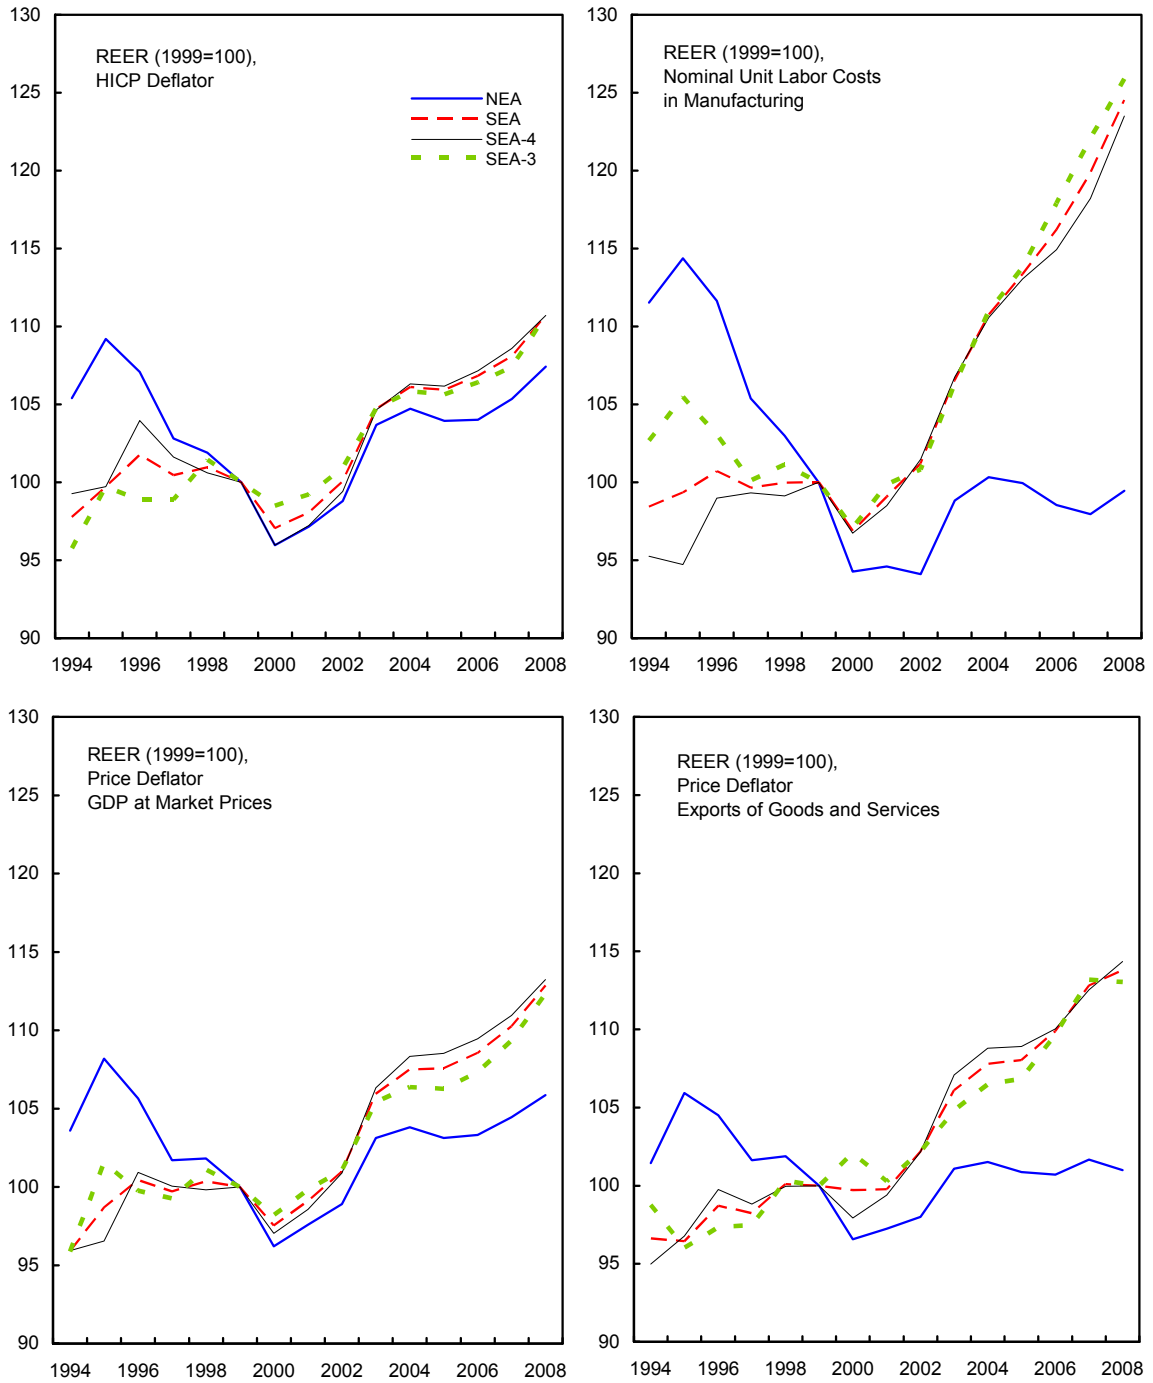 REER (1999=100),
HICP Deflator
NEA
SEA
SEA-4
SEA-3
130
125
120
115
110
105
100
95
90
1994 1996 1998 2000 2002 2004 2006 2008
REER (1999=100),
Nominal Unit Labor Costs
in Manufacturing
130
125
120
115
110
105
100
95
90
1994 1996 1998 2000 2002 2004 2006 2008
REER (1999=100),
Price Deflator
GDP at Market Prices
130
125
120
115
110
105
100
95
90
1994 1996 1998 2000 2002 2004 2006 2008
REER (1999=100),
Price Deflator
Exports of Goods and Services
130
125
120
115
110
105
100
95
90
1994 1996 1998 2000 2002 2004 2006 2008